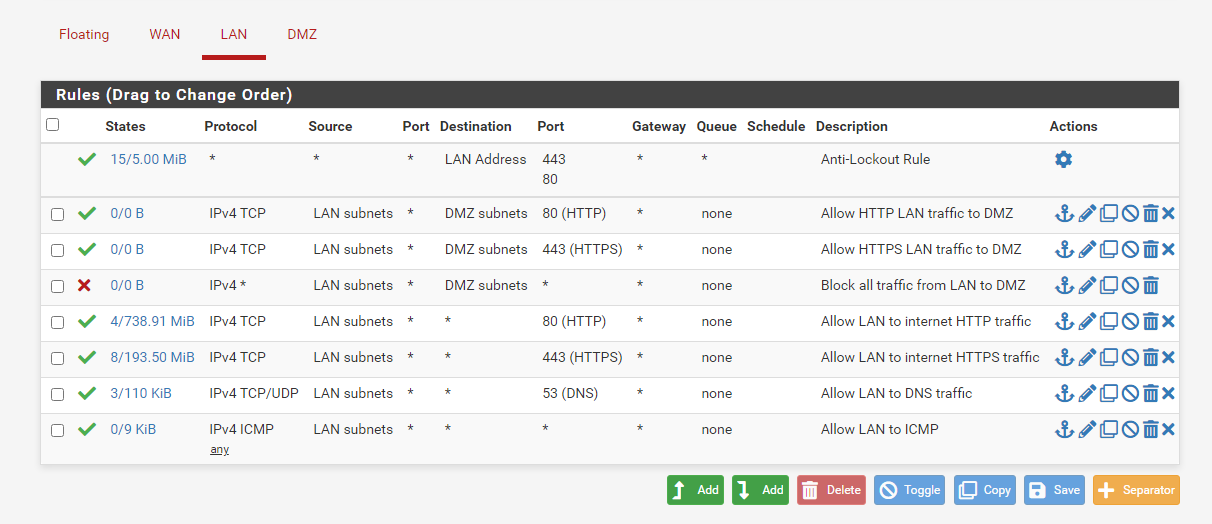 Floating WAN LAN DMZ
Rules (Drag to Change Order)
States Protocol Source Port Destination Port Gateway Queue Schedule Description Actions
15/5.00 MiB * * * LAN Address 443 * * Anti-Lockout Rule
80
0/0 B IPv4 TCP LAN subnets * DMZ subnets 80 (HTTP) * none Allow HTTP LAN traffic to DMZ
0/0 B IPv4 TCP LAN subnets * DMZ subnets 443 (HTTPS) * none Allow HTTPS LAN traffic to DMZ
0/0 B IPv4 * LAN subnets * DMZ subnets * * none Block all traffic from LAN to DMZ
4/738.91 MiB IPv4 TCP LAN subnets * * 80 (HTTP) * none Allow LAN to internet HTTP traffic
8/193.50 MiB IPv4 TCP LAN subnets * * 443 (HTTPS) * none Allow LAN to internet HTTPS traffic
3/110 KiB IPv4 TCP/UDP LAN subnets * * 53 (DNS) * none Allow LAN to DNS traffic
0/9 KiB IPv4 ICMP LAN subnets * * * * none Allow LAN to ICMP
any
Add Add Delete Toggle Copy Save Separator